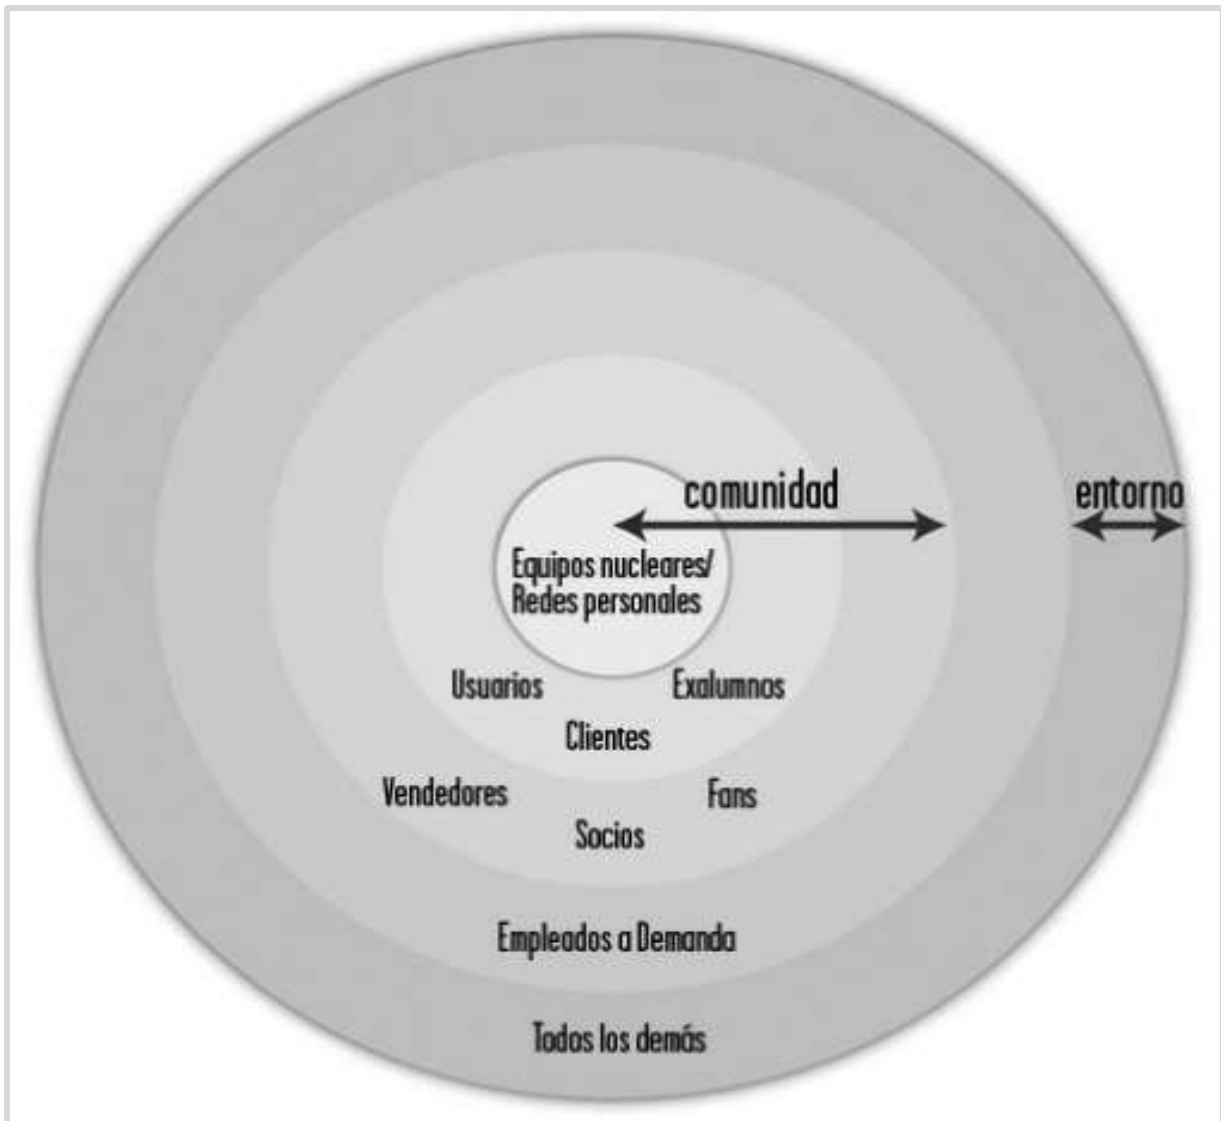 comunidad
entorno
Equipos nucleares/
Redes personales
Usuarios
Exalumnos
Clientes
Vendedores
Fans
Socios
Empleados a Demanda
Todos los demás